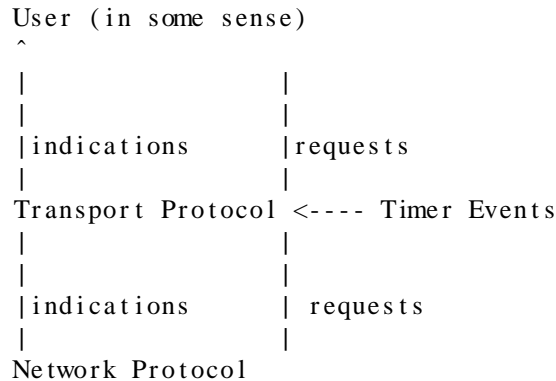 User (in some sense)
^
| |
| |
|indications |requests
| |
Transport Protocol <---- Timer Events
| |
| |
|indications | requests
| |
Network Protocol